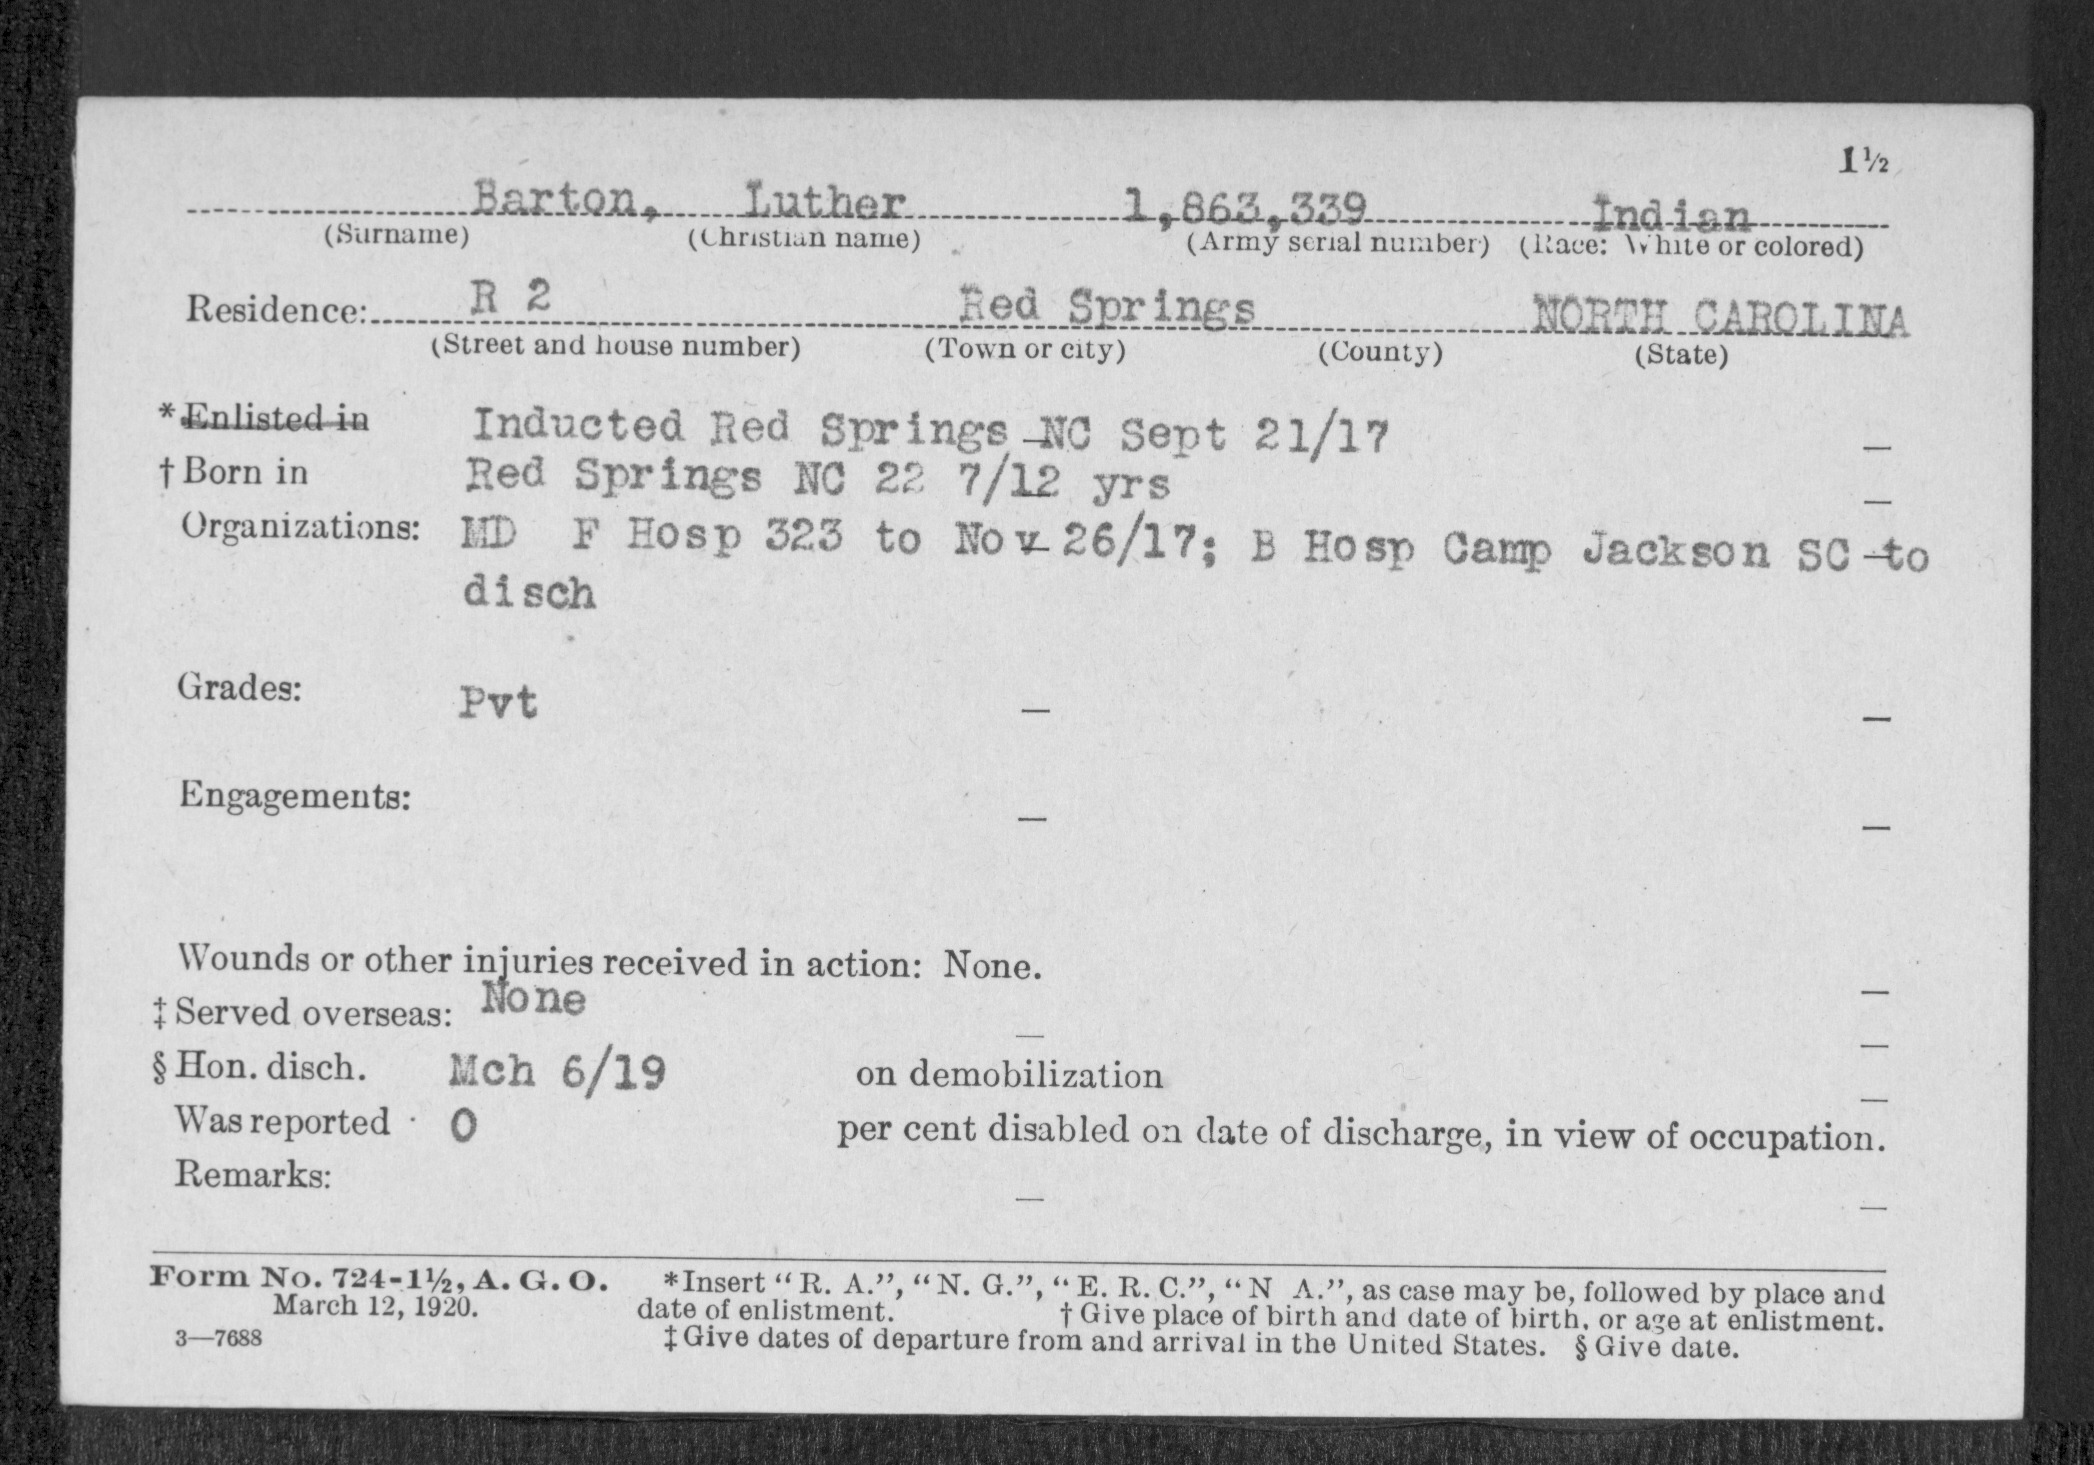 1½
Barton, Luther 1,863,339 Indian
(Surname) (Christian name) (Army serial number) (Race: White or colored)
Residence: R 2 Red Springs NORTH CAROLINA
(Street and house number) (Town or city) (County) (State)
*Enlisted in Inducted Red Springs NC Sept 21/17 —
†Born in Red Springs NC 22 7/12 yrs —
Organizations: MD F Hosp 323 to Nov 26/17; B Hosp Camp Jackson SC to
disch
Grades: Pvt — —
Engagements: — —
Wounds or other injuries received in action: None. —
‡Served overseas: None — —
§Hon. disch. Mch 6/19 on demobilization —
Was reported 0 per cent disabled on date of discharge, in view of occupation.
Remarks: — —
Form No. 724-1½, A. G. O. *Insert “R. A.”, “N. G.”, “E. R. C.”, “N A.”, as case may be, followed by place and
March 12, 1920. date of enlistment. †Give place of birth and date of birth, or age at enlistment.
3—7688 ‡Give dates of departure from and arrival in the United States. §Give date.